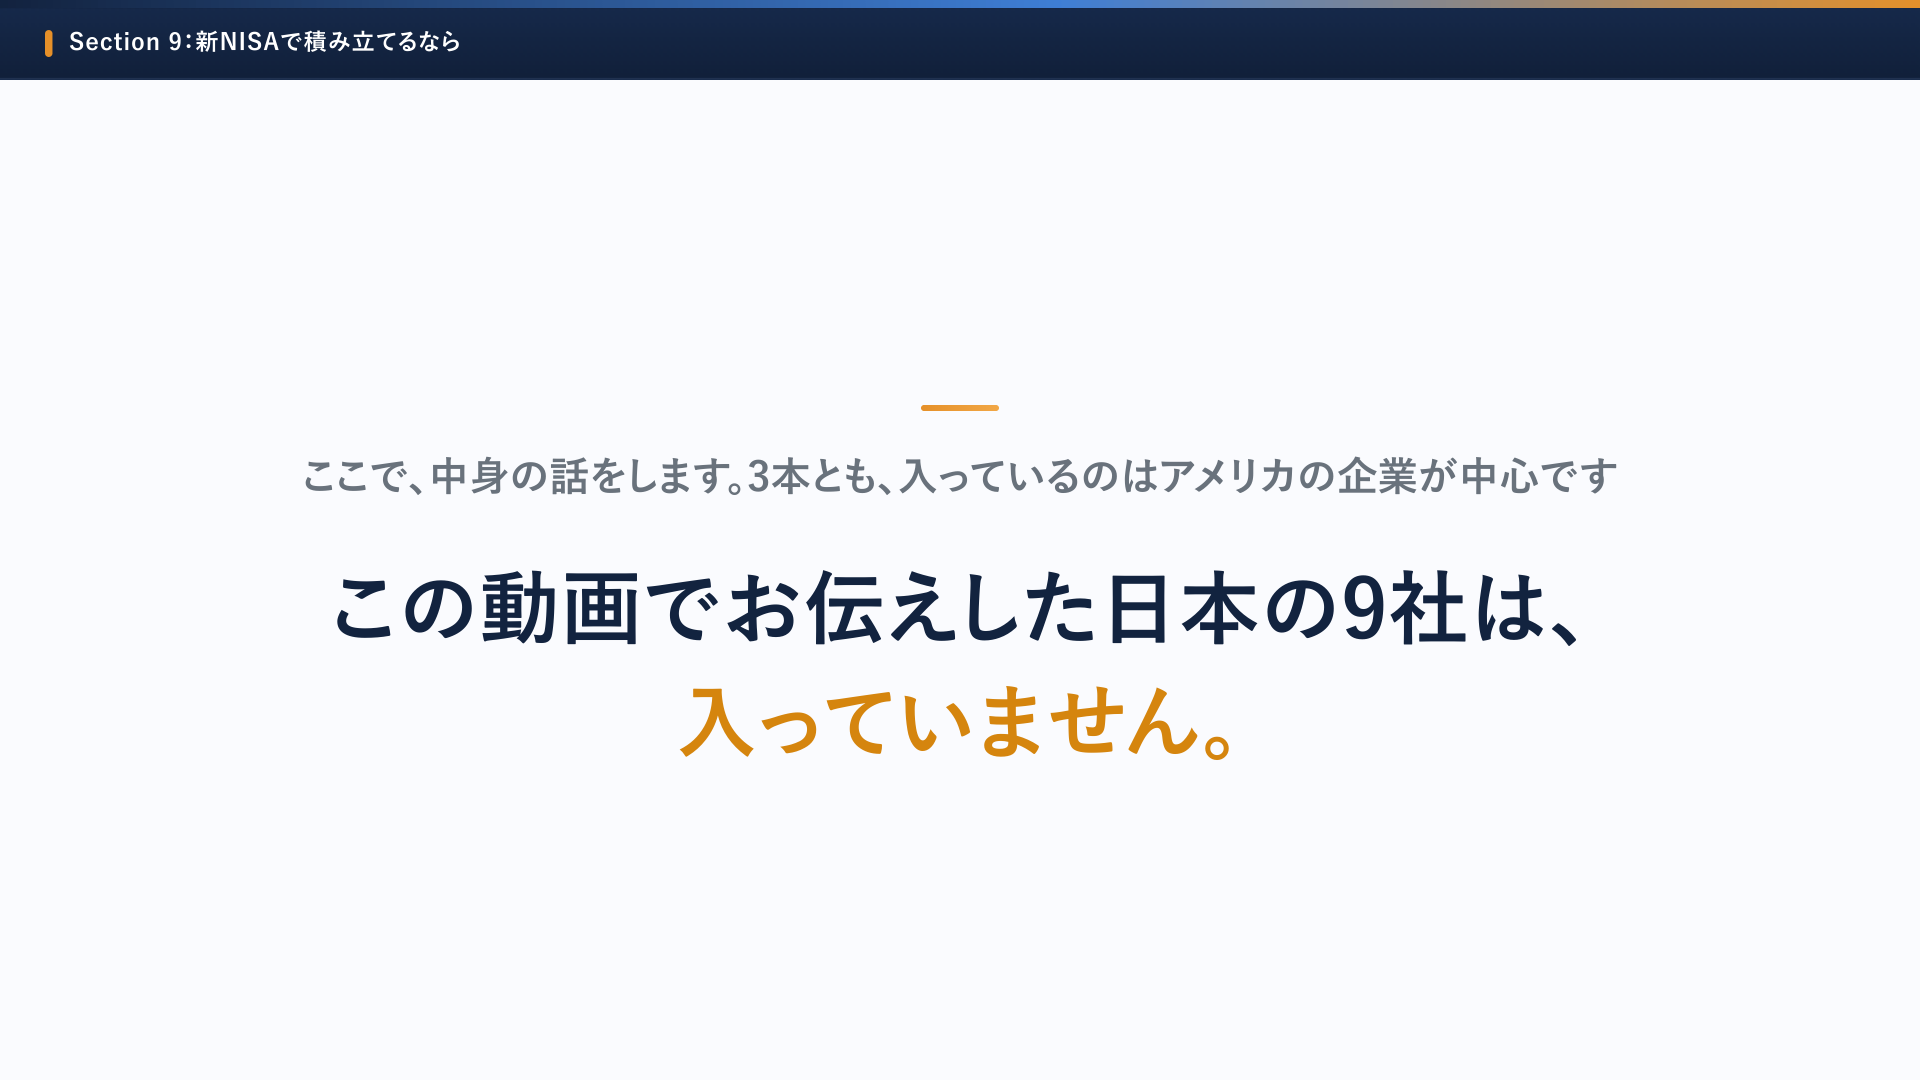 Section 9：新NISAで積み立てるなら
ここで、中身の話をします。3本とも、入っているのはアメリカの企業が中心です
この動画でお伝えした日本の9社は、
入っていません。